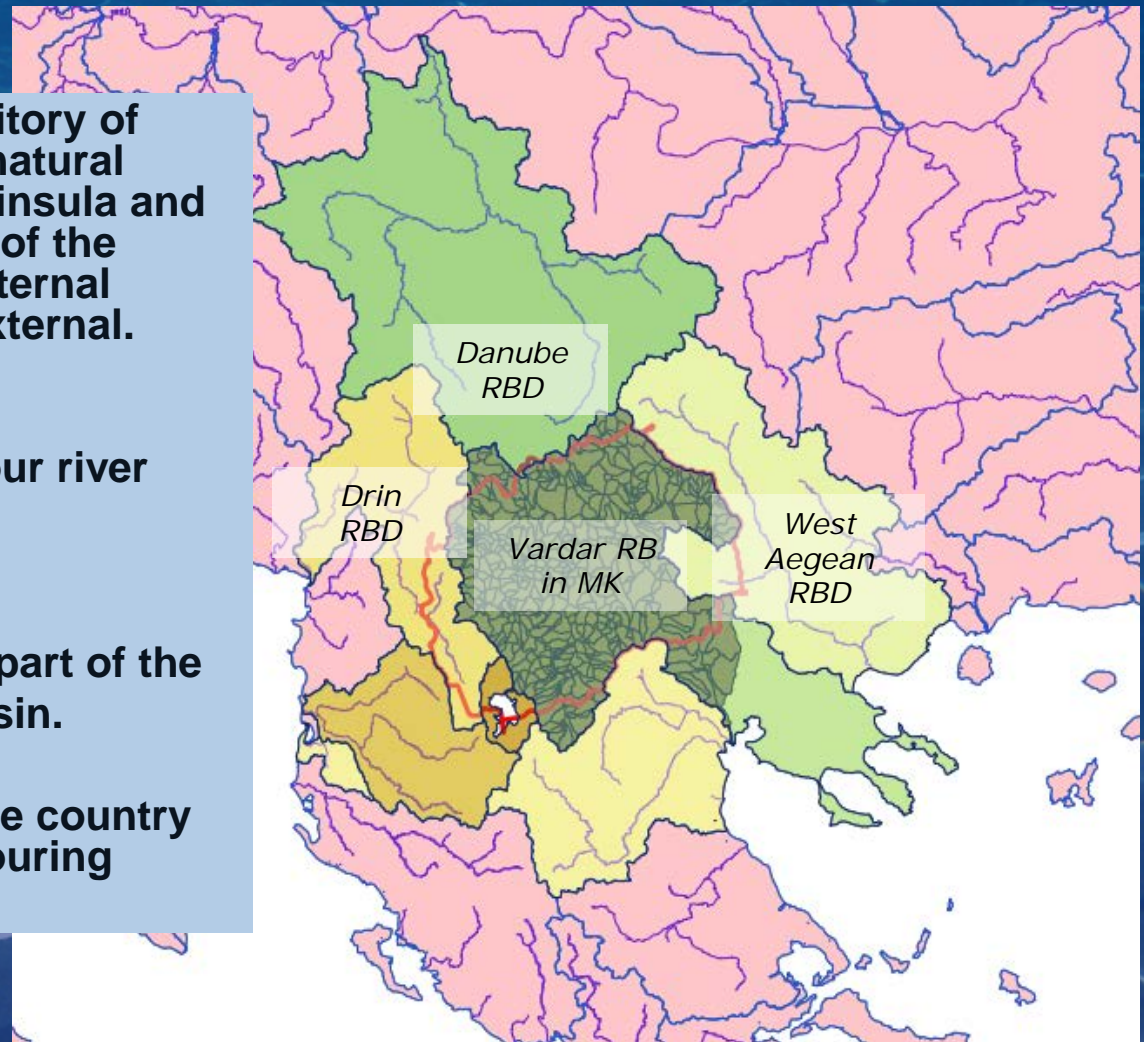 itory of
natural
insula and
of the
ternal
xternal.
our river
part of the
sin.
e country
ouring
Danube
RBD
Drin
RBD
Vardar RB
in MK
West
Aegean
RBD